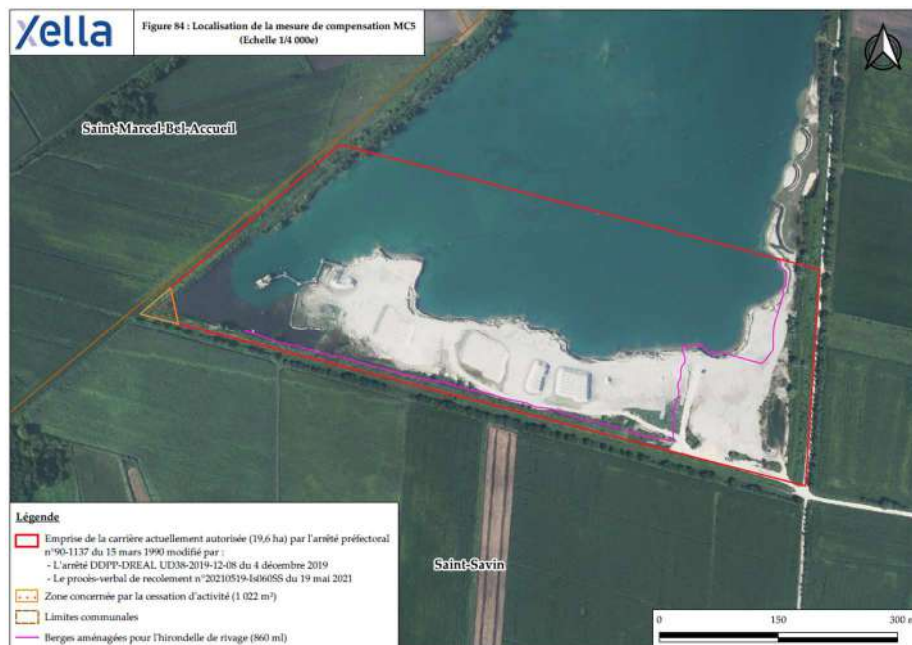 Xella
Figure 84 : Localisation de la mesure de compensation MC5
(Echelle 1/4 000e)
Saint-Marcel-Bel-Accueil
Saint-Savin
Légende
Emprise de la carrière actuellement autorisée (19,6 ha) par l'arrêté préfectoral
n°90-1137 du 15 mars 1990 modifié par :
- L'arrêté DDPP-DREAL UD38-2019-12-08 du 4 décembre 2019
- Le procès-verbal de recolement n°20210519-Is060SS du 19 mai 2021
Zone concernée par la cessation d'activité (1 022 m²)
Limites communales
Berges aménagées pour l'hirondelle de rivage (860 ml)
0 150 300 m